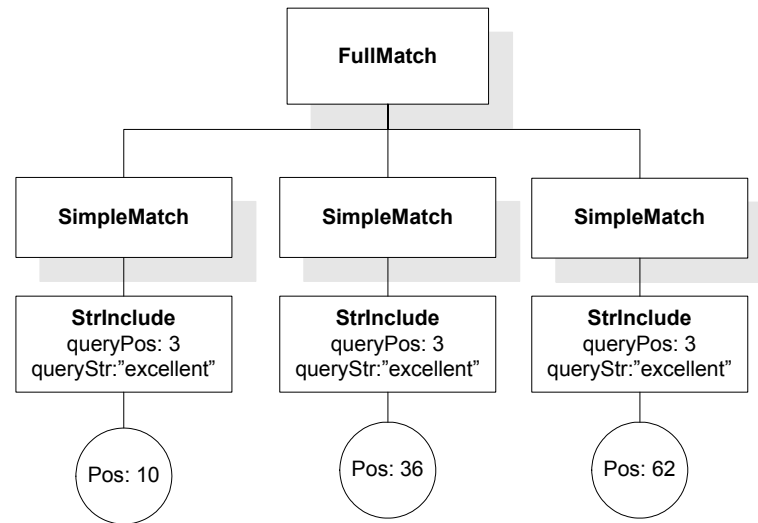 FullMatch
SimpleMatch
SimpleMatch
SimpleMatch
StrInclude
queryPos: 3
queryStr:”excellent”
StrInclude
queryPos: 3
queryStr:”excellent”
StrInclude
queryPos: 3
queryStr:”excellent”
Pos: 10
Pos: 36
Pos: 62